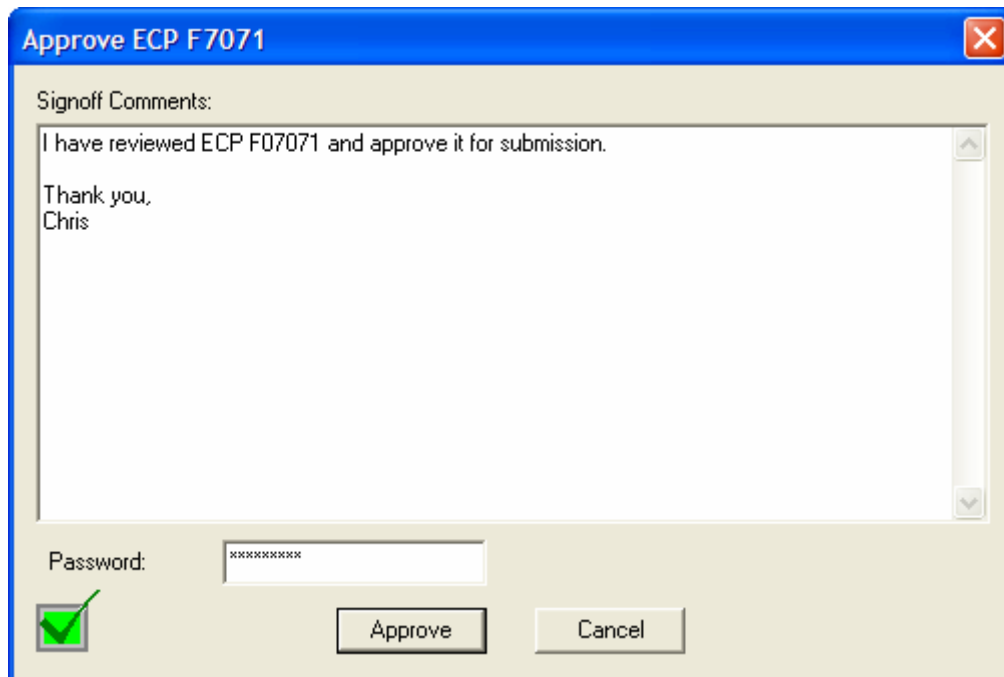 Approve ECP F7071
Signoff Comments:
I have reviewed ECP F07071 and approve it for submission.
Thank you,
Chris
Password:
*********
Approve
Cancel